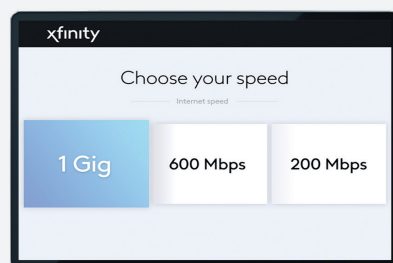 xfinity
Choose your speed
Internet speed
1 Gig
600 Mbps
200 Mbps